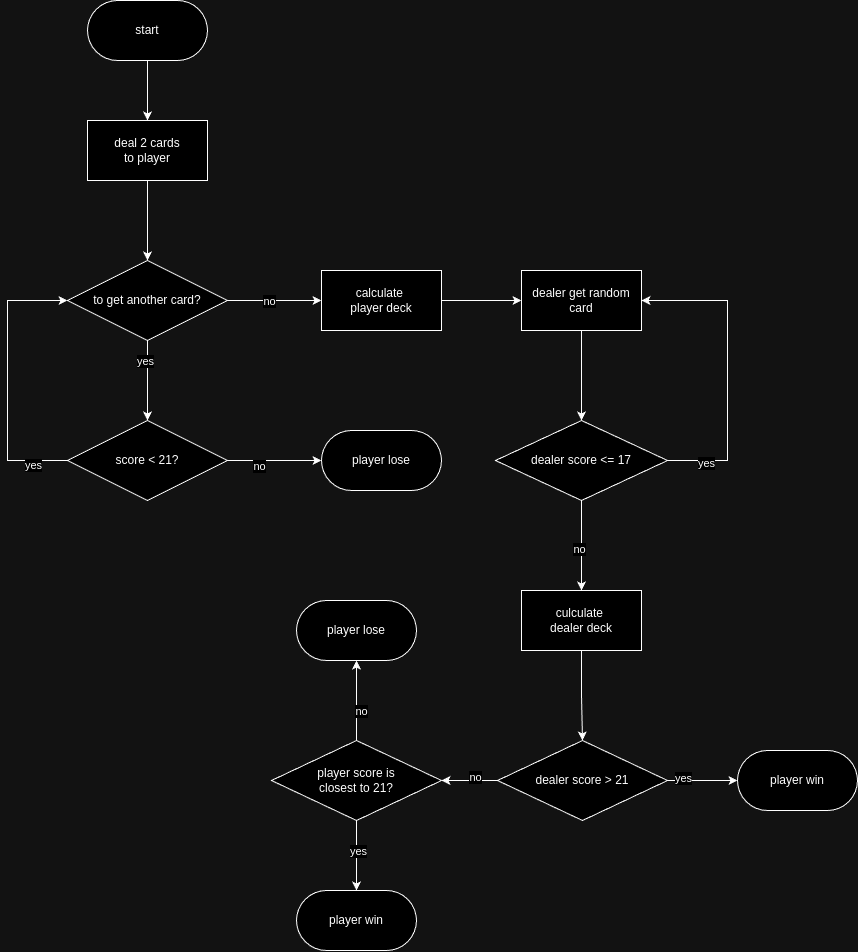 start
deal 2 cards
to player
to get another card?
no
calculate
player deck
dealer get random
card
yes
score < 21?
yes
no
player lose
dealer score <= 17
yes
no
culculate
dealer deck
player lose
no
player score is
closest to 21?
no
dealer score > 21
yes
player win
yes
player win